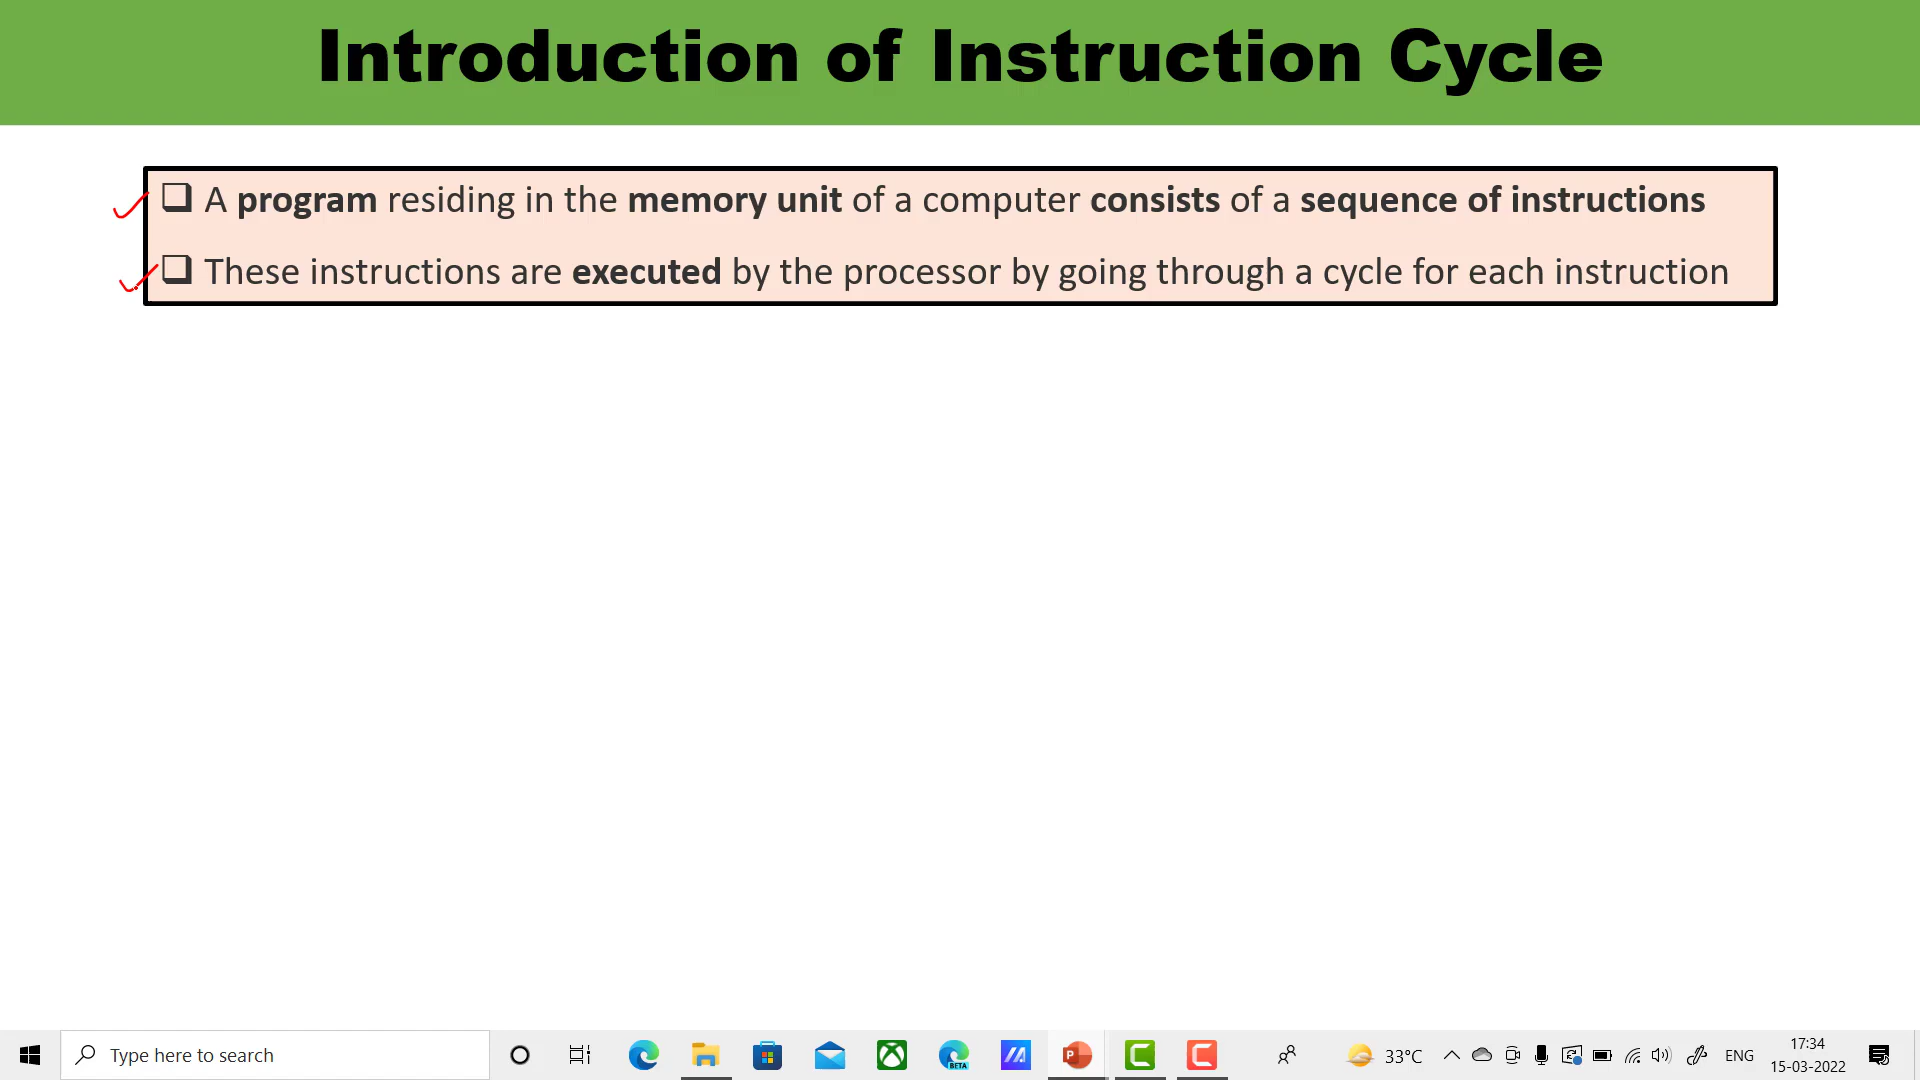 Introduction of Instruction Cycle
A program residing in the memory unit of a computer consists of a sequence of instructions
These instructions are executed by the processor by going through a cycle for each instruction
Type here to search
BETA
33°C
ENG
17:34
15-03-2022